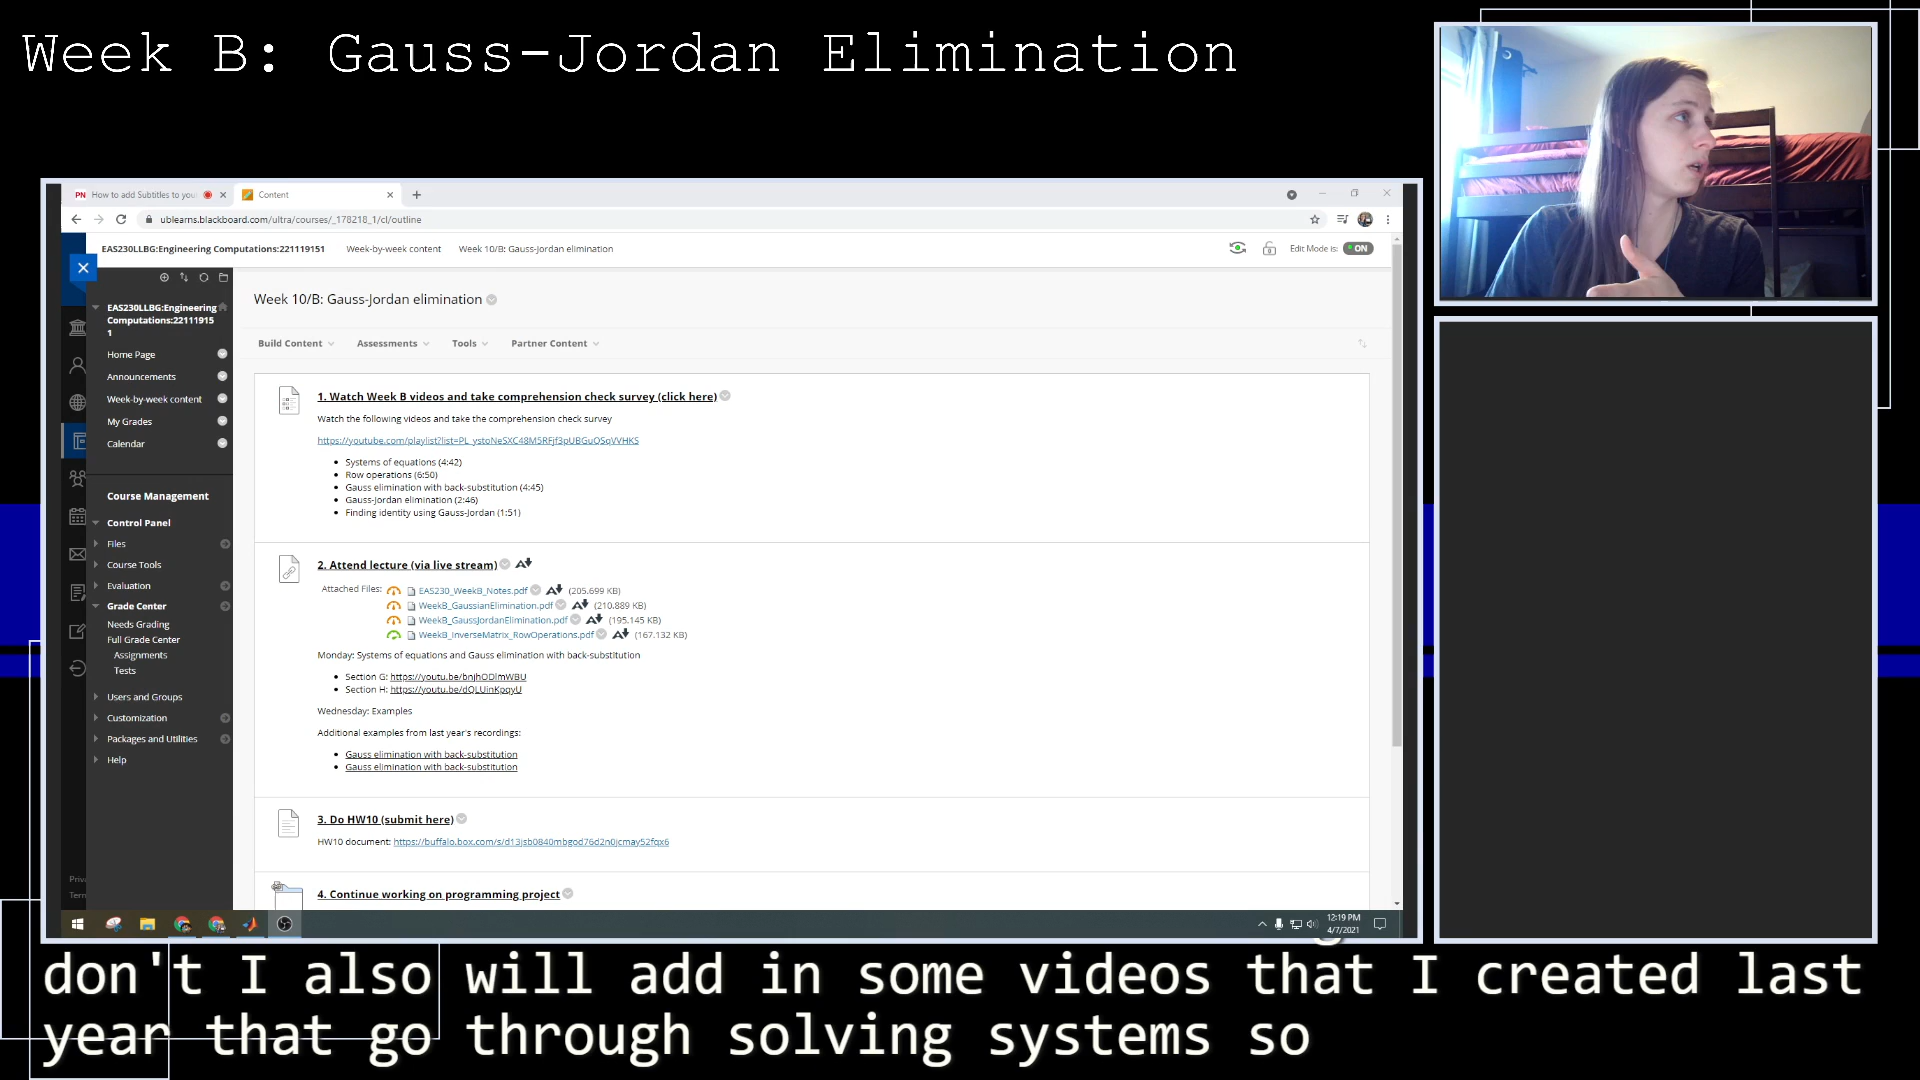 Week B: Gauss-Jordan Elimination
PN How to add Subtitles to you
Content
ublearns.blackboard.com/ultra/courses/_178218_1/cl/outline
EAS230LLBG:Engineering Computations:221119151 Week-by-week content Week 10/B: Gauss-Jordan elimination
Edit Mode is: ON
EAS230LLBG:Engineering
Computations:22111915
1
Home Page
Announcements
Week-by-week content
My Grades
Calendar
Course Management
Control Panel
Files
Course Tools
Evaluation
Grade Center
Needs Grading
Full Grade Center
Assignments
Tests
Users and Groups
Customization
Packages and Utilities
Help
Week 10/B: Gauss-Jordan elimination
Build Content Assessments Tools Partner Content
1. Watch Week B videos and take comprehension check survey (click here)
Watch the following videos and take the comprehension check survey
Systems of equations (4:42)
Row operations (6:50)
Gauss elimination with back-substitution (4:45)
Gauss-Jordan elimination (2:46)
Finding identity using Gauss-Jordan (1:51)
2. Attend lecture (via live stream)
Attached Files: EAS230_WeekB_Notes.pdf (205.699 KB)
WeekB_GaussianElimination.pdf (210.889 KB)
WeekB_GaussJordanElimination.pdf (195.145 KB)
WeekB_InverseMatrix_RowOperations.pdf (167.132 KB)
Monday: Systems of equations and Gauss elimination with back-substitution
Section G:
Section H:
Wednesday: Examples
Additional examples from last year's recordings:
Gauss elimination with back-substitution
Gauss elimination with back-substitution
3. Do HW10 (submit here)
HW10 document:
4. Continue working on programming project
12:19 PM
4/7/2021
don't I also will add in some videos that I created last
year that go through solving systems so